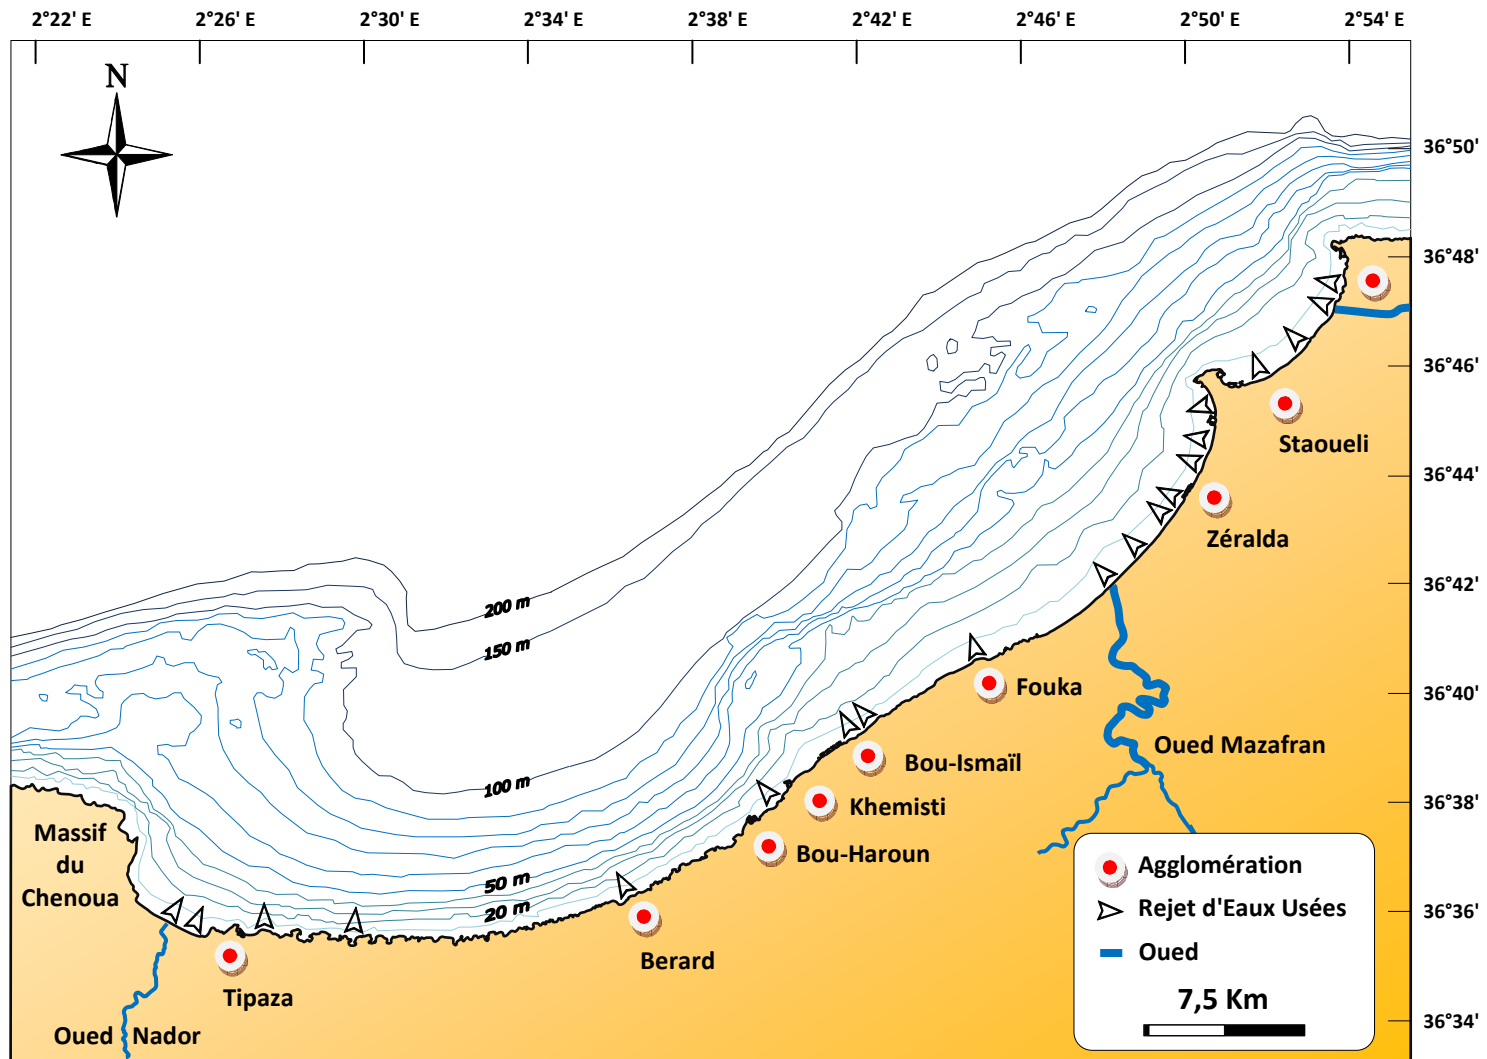 2°22' E
2°26' E
2°30' E
2°34' E
2°38' E
2°42' E
2°46' E
2°50' E
2°54' E
N
36°50'
36°48'
36°46'
Staoueli
36°44'
Zéralda
36°42'
200 m
150 m
Fouka
36°40'
Oued Mazafran
Bou-Ismaïl
100 m
Khemisti
36°38'
Massif
du
Chenoua
Bou-Haroun
50 m
20 m
36°36'
Berard
Tipaza
Oued Nador
36°34'
Agglomération
Rejet d'Eaux Usées
Oued
7,5 Km